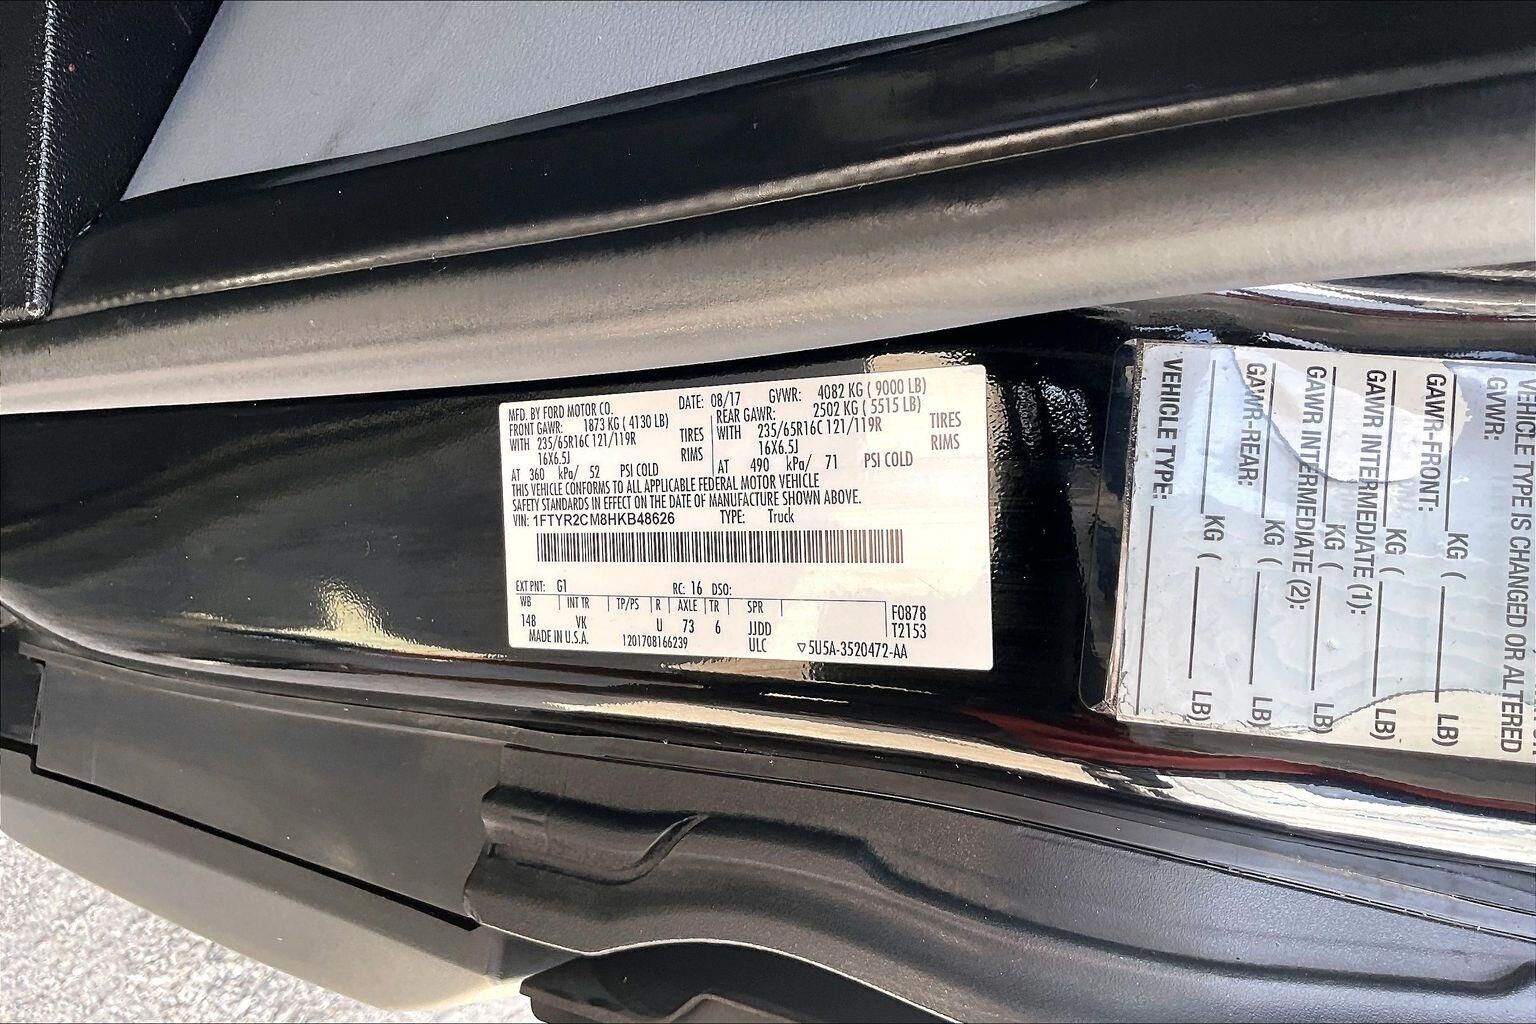 MFD. BY FORD MOTOR CO. DATE: 08/17 GVWR: 4082 KG ( 9000 LB)
FRONT GAWR: 1873 KG ( 4130 LB) REAR GAWR: 2502 KG ( 5515 LB)
WITH 235/65R16C 121/119R TIRES WITH 235/65R16C 121/119R TIRES
16X6.5J RIMS 16X6.5J RIMS
AT 360 kPa/ 52 PSI COLD AT 490 kPa/ 71 PSI COLD
THIS VEHICLE CONFORMS TO ALL APPLICABLE FEDERAL MOTOR VEHICLE
SAFETY STANDARDS IN EFFECT ON THE DATE OF MANUFACTURE SHOWN ABOVE.
VIN: 1FTYR2CM8HKB48626 TYPE: Truck
EXT PNT: G1 RC: 16 DSO:
WB INT TR TP/PS R AXLE TR SPR F0878
148 VK U 73 6 JJDD T2153
MADE IN U.S.A. 1201708166239 ULC ▽5U5A-3520472-AA
VEHICLE TYPE IS CHANGED OR ALTERED
GVWR:
GAWR-FRONT: KG ( LB)
GAWR INTERMEDIATE (1): KG ( LB)
GAWR INTERMEDIATE (2): KG ( LB)
GAWR-REAR: KG ( LB)
VEHICLE TYPE: KG ( LB)